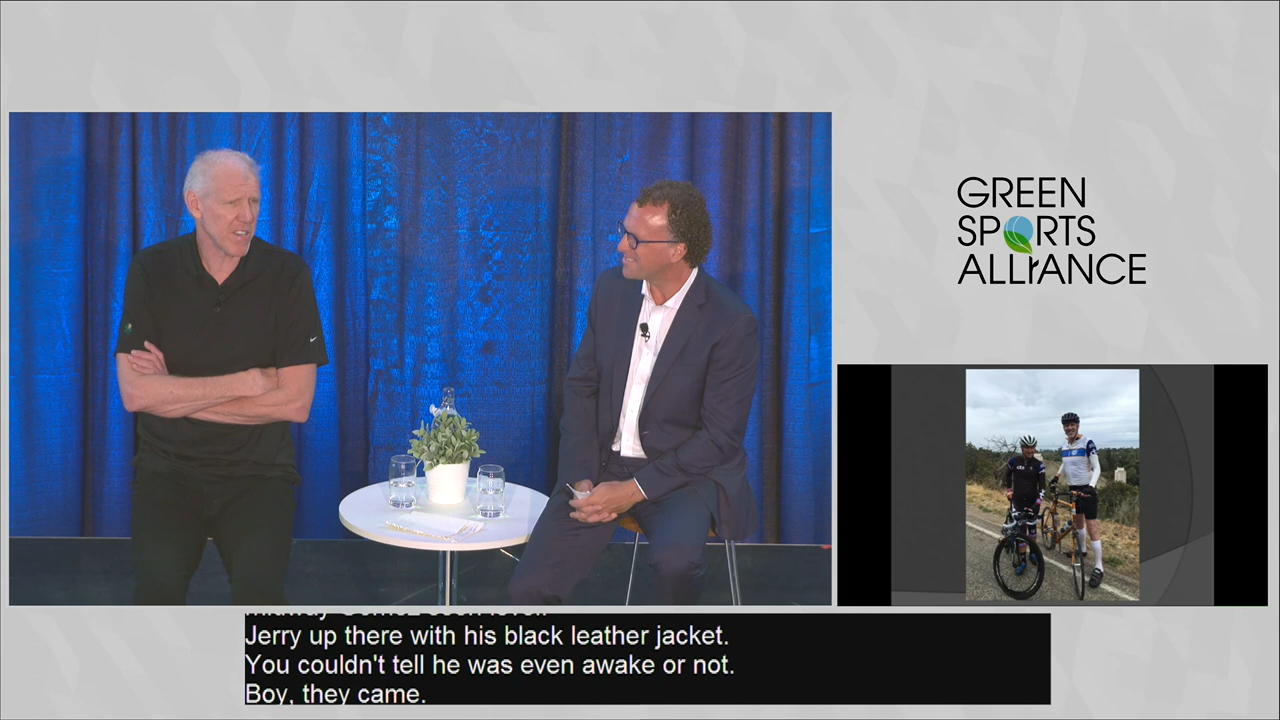 GREEN
SPORTS
ALLIANCE
Jerry up there with his black leather jacket.
You couldn't tell he was even awake or not.
Boy, they came.